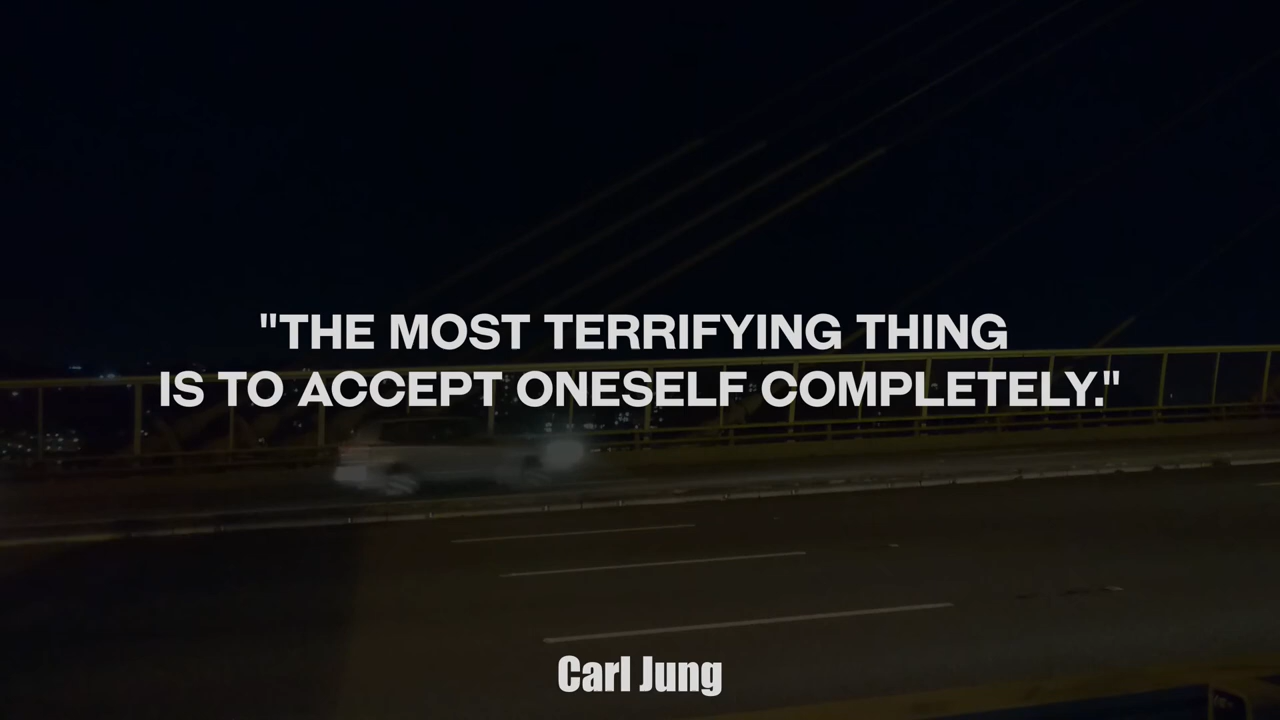 "THE MOST TERRIFYING THING
IS TO ACCEPT ONESELF COMPLETELY."
Carl Jung